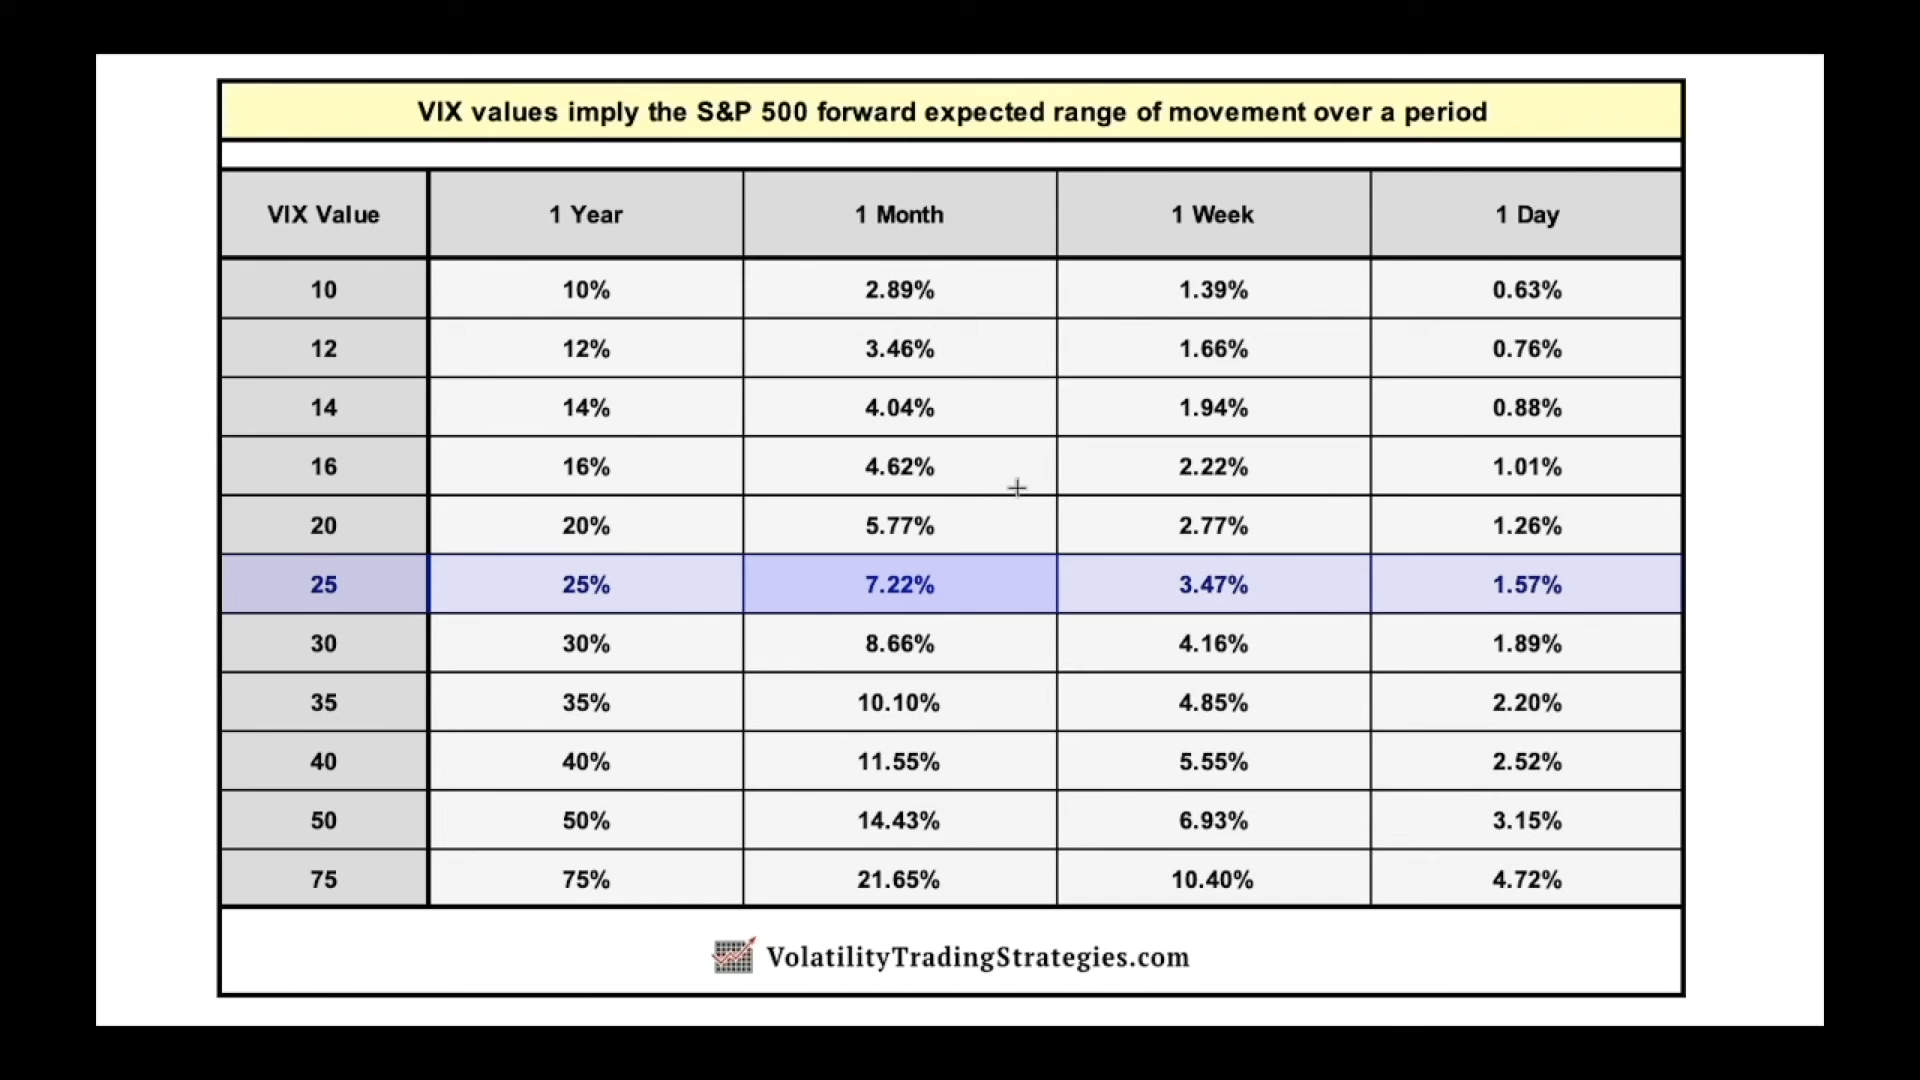 VIX values imply the S&P 500 forward expected range of movement over a period
VIX Value 1 Year 1 Month 1 Week 1 Day
10 10% 2.89% 1.39% 0.63%
12 12% 3.46% 1.66% 0.76%
14 14% 4.04% 1.94% 0.88%
16 16% 4.62% 2.22% 1.01%
20 20% 5.77% 2.77% 1.26%
25 25% 7.22% 3.47% 1.57%
30 30% 8.66% 4.16% 1.89%
35 35% 10.10% 4.85% 2.20%
40 40% 11.55% 5.55% 2.52%
50 50% 14.43% 6.93% 3.15%
75 75% 21.65% 10.40% 4.72%
VolatilityTradingStrategies.com